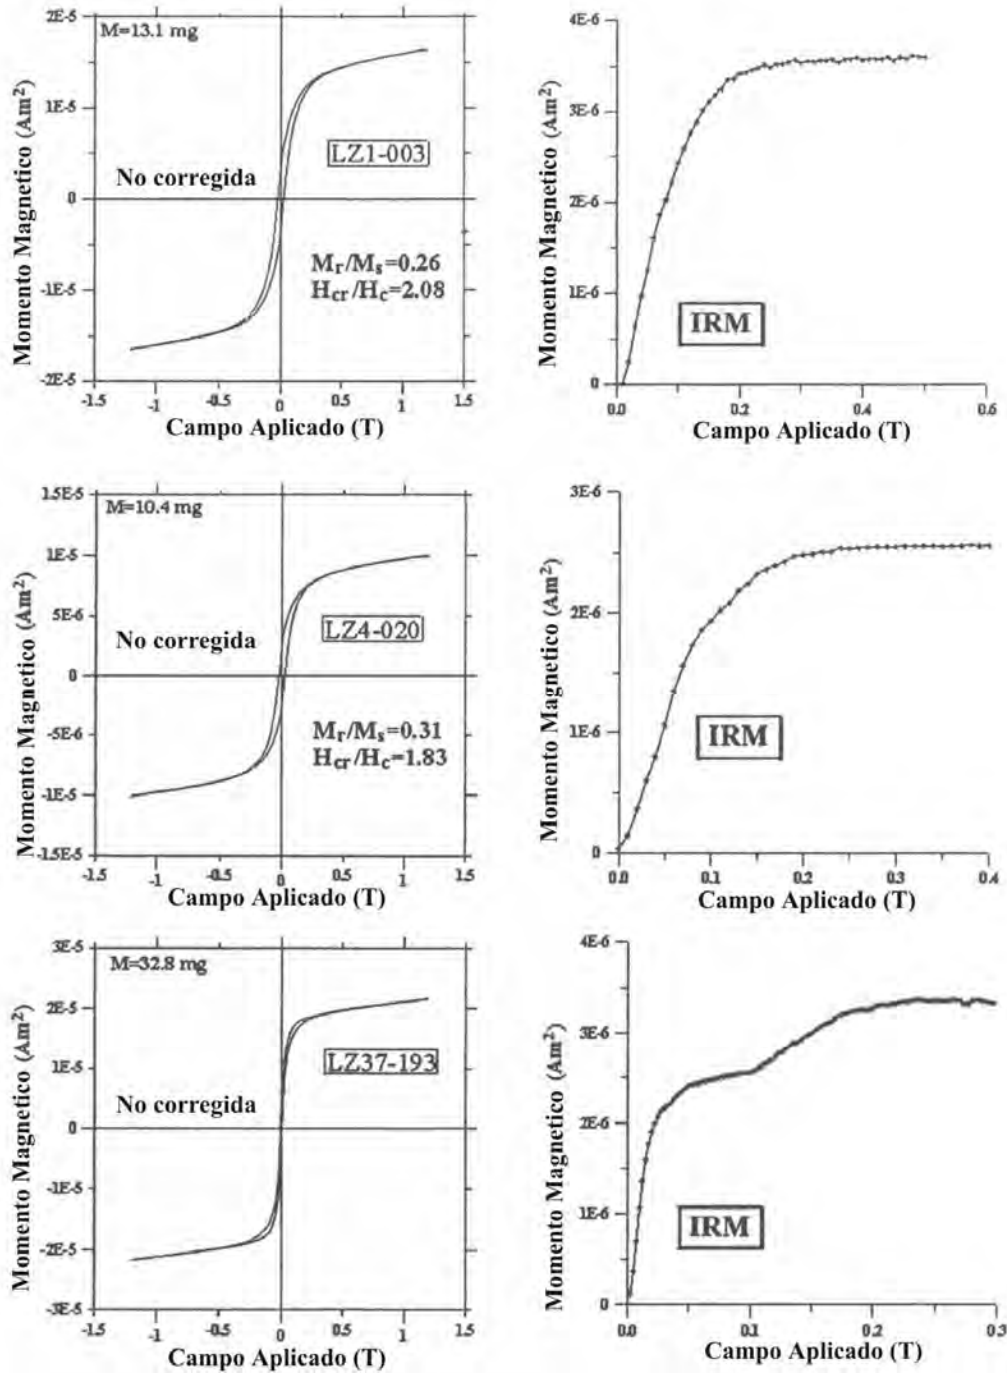 2E-5
M=13.1 mg
1E-5
LZ1-003
No corregida
0
Mr/Ms=0.26
Hcr/Hc=2.08
-1E-5
-2E-5
-1.5 -1 -0.5 0 0.5 1 1.5
Campo Aplicado (T)
Momento Magnetico (Am²)
4E-6
3E-6
2E-6
1E-6
IRM
0
0.0 0.2 0.4 0.6
Campo Aplicado (T)
Momento Magnetico (Am²)
1.5E-5
M=10.4 mg
1E-5
5E-6
LZ4-020
No corregida
0
Mr/Ms=0.31
Hcr/Hc=1.83
-5E-6
-1E-5
-1.5E-5
-1.5 -1 -0.5 0 0.5 1 1.5
Campo Aplicado (T)
Momento Magnetico (Am²)
3E-6
2E-6
1E-6
IRM
0
0.0 0.1 0.2 0.3 0.4
Campo Aplicado (T)
Momento Magnetico (Am²)
3E-5
M=32.8 mg
2E-5
LZ37-193
1E-5
No corregida
0
-1E-5
-2E-5
-3E-5
-1.5 -1 -0.5 0 0.5 1 1.5
Campo Aplicado (T)
Momento Magnetico (Am²)
4E-6
3E-6
2E-6
1E-6
IRM
0
0.0 0.1 0.2 0.3
Campo Aplicado (T)
Momento Magnetico (Am²)